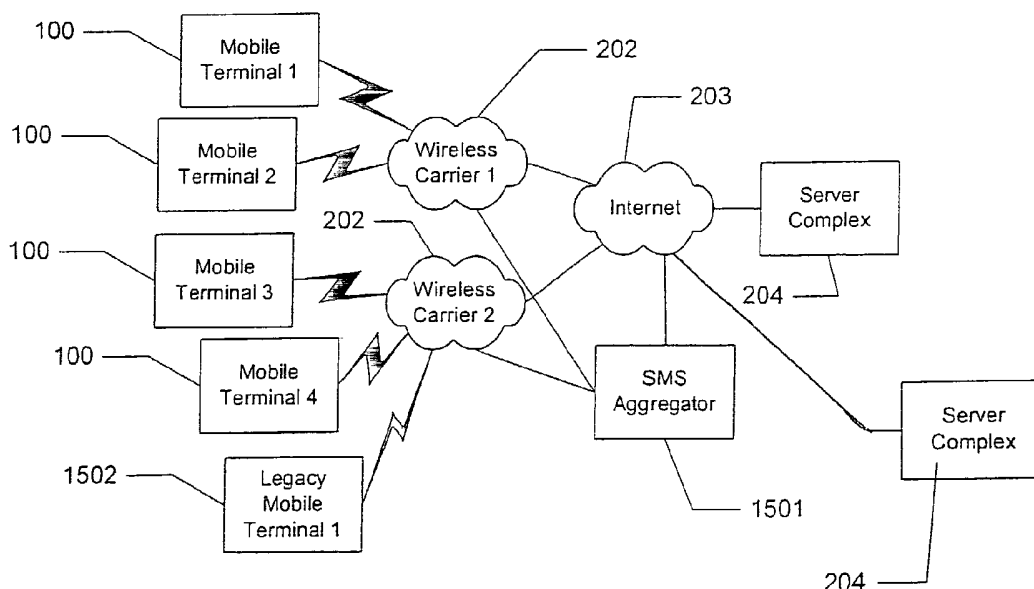 100
Mobile
Terminal 1
202
203
100
Mobile
Terminal 2
Wireless
Carrier 1
Internet
Server
Complex
202
100
Mobile
Terminal 3
Wireless
Carrier 2
204
100
Mobile
Terminal 4
SMS
Aggregator
Server
Complex
1502
Legacy
Mobile
Terminal 1
1501
204